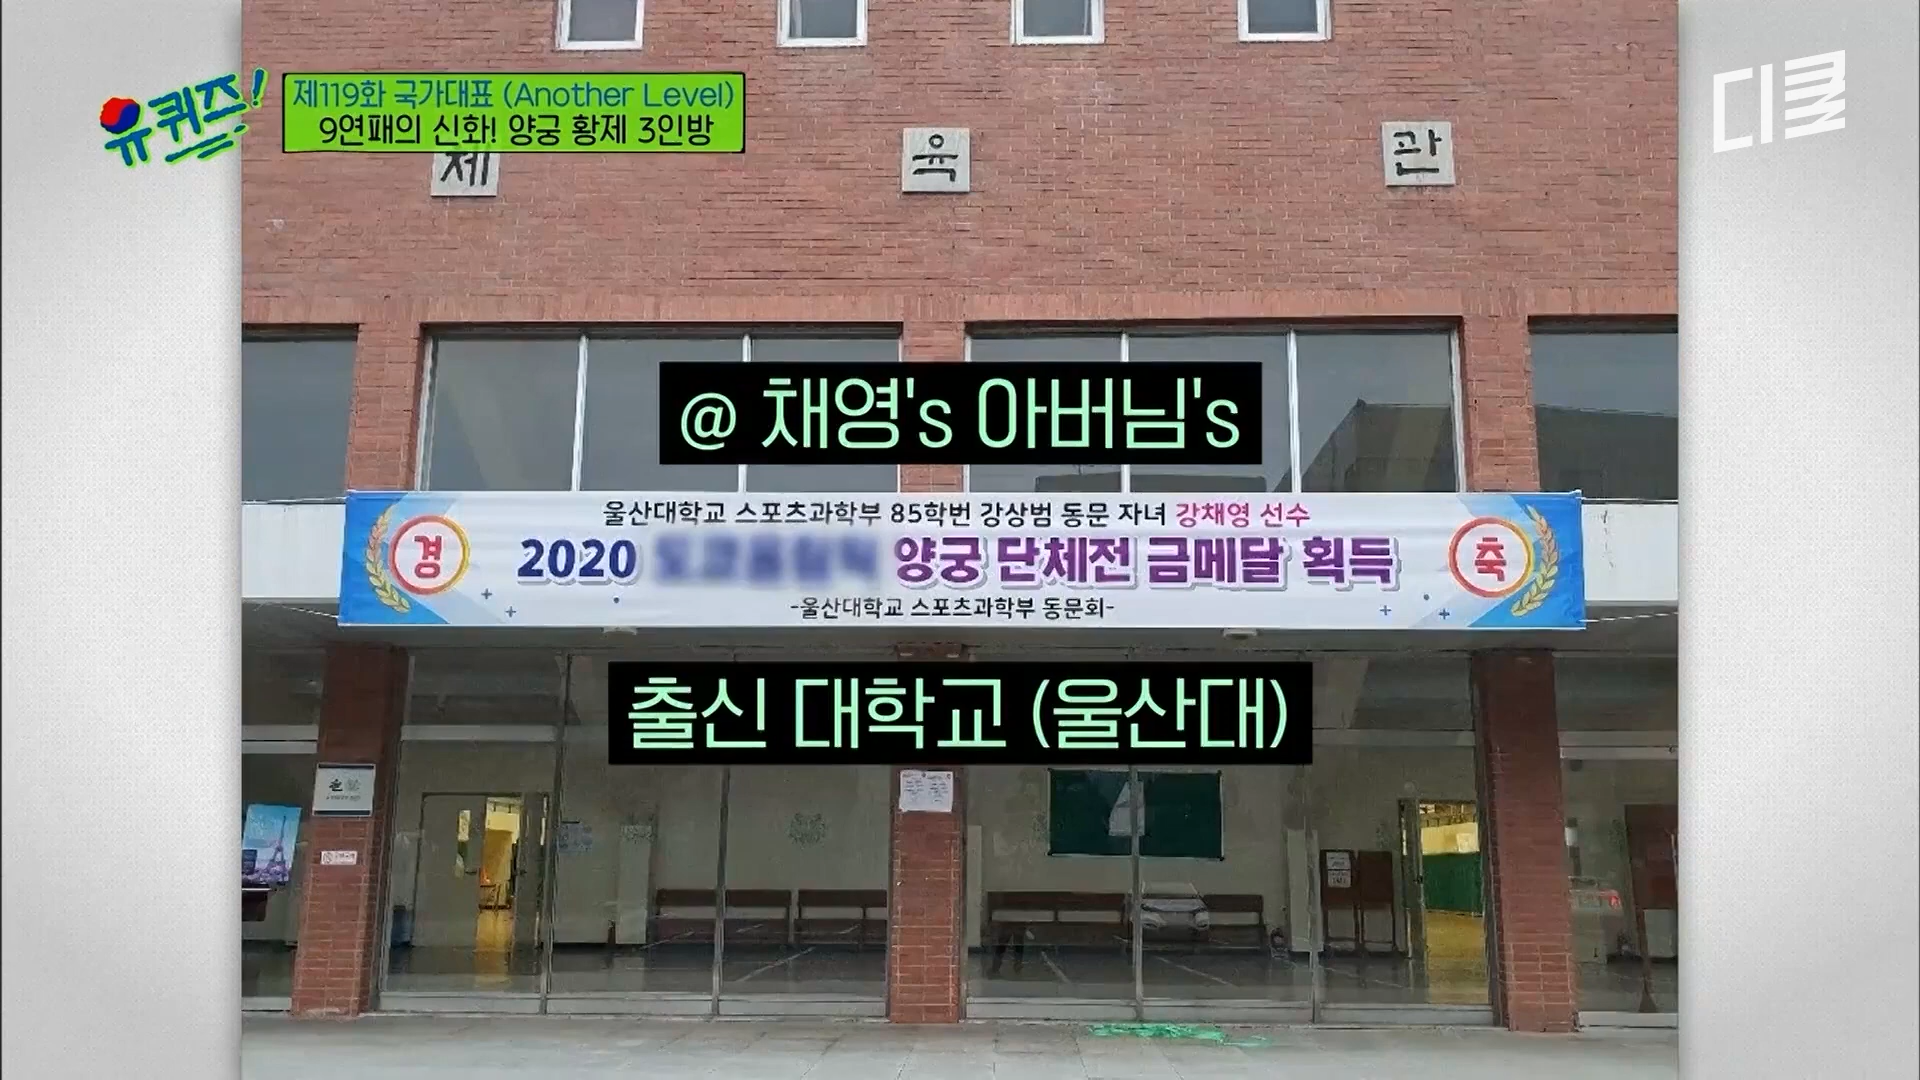 유퀴즈!
제119화 국가대표 (Another Level)
9연패의 신화! 양궁 황제 3인방
디글
체 육 관
@ 채영's 아버님's
울산대학교 스포츠과학부 85학번 강상범 동문 자녀 강채영 선수
경 2020 양궁 단체전 금메달 획득 축
-울산대학교 스포츠과학부 동문회-
출신 대학교 (울산대)